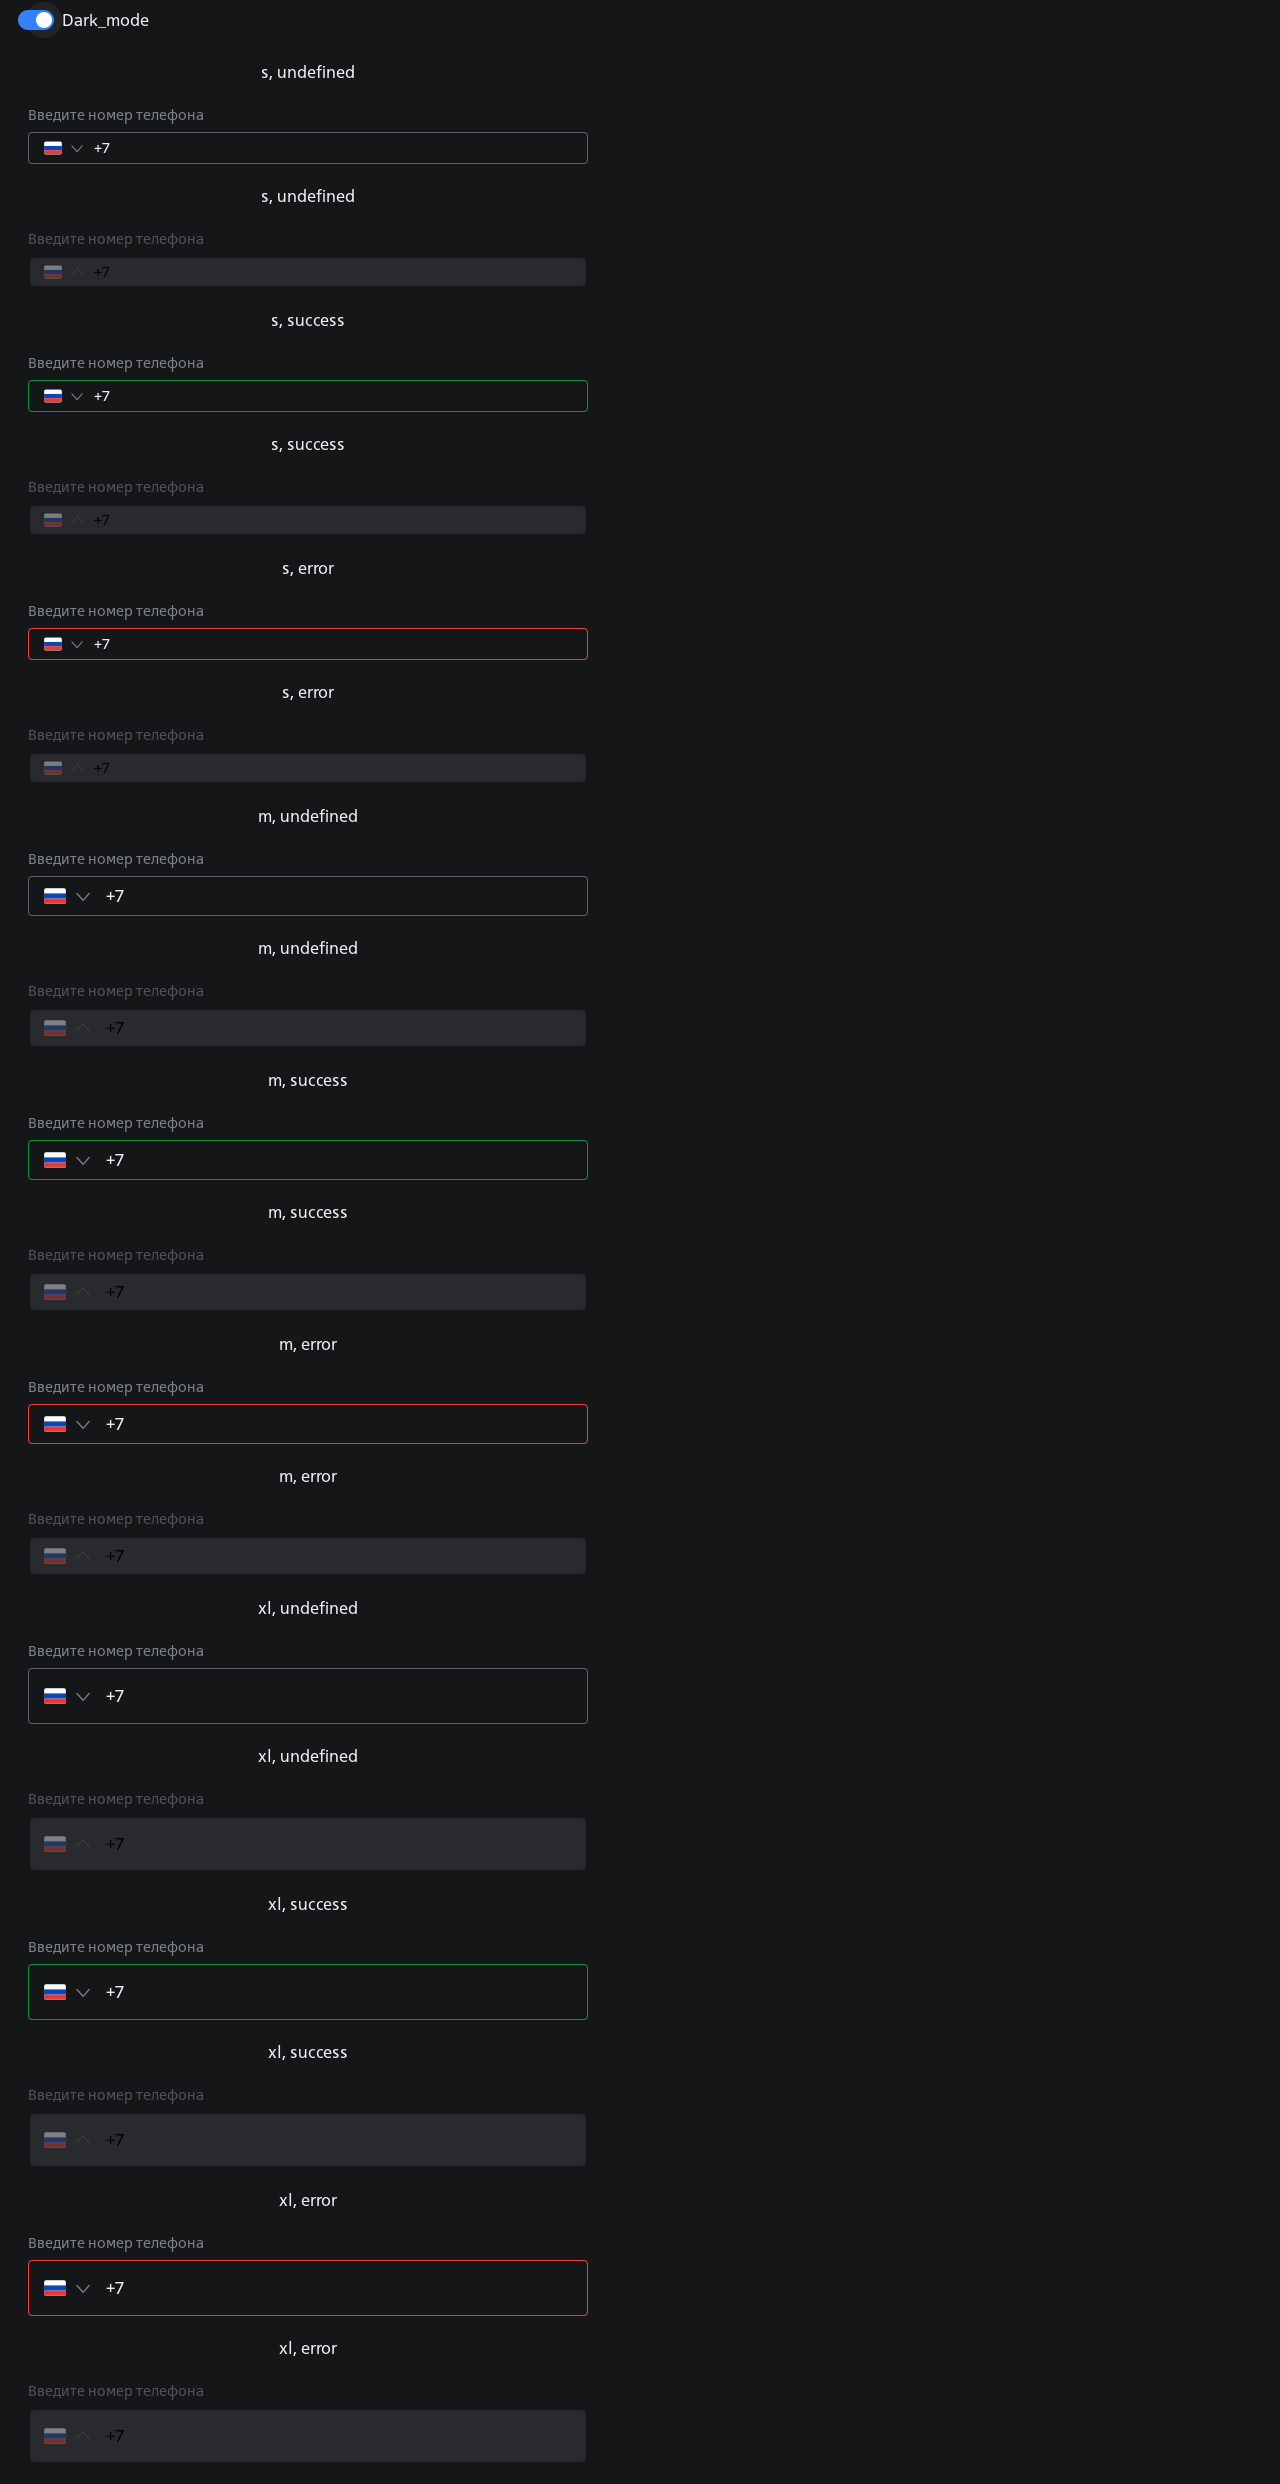 Dark_mode
s, undefined
Введите номер телефона
+7
s, undefined
Введите номер телефона
+7
s, success
Введите номер телефона
+7
s, success
Введите номер телефона
+7
s, error
Введите номер телефона
+7
s, error
Введите номер телефона
+7
m, undefined
Введите номер телефона
+7
m, undefined
Введите номер телефона
+7
m, success
Введите номер телефона
+7
m, success
Введите номер телефона
+7
m, error
Введите номер телефона
+7
m, error
Введите номер телефона
+7
xl, undefined
Введите номер телефона
+7
xl, undefined
Введите номер телефона
+7
xl, success
Введите номер телефона
+7
xl, success
Введите номер телефона
+7
xl, error
Введите номер телефона
+7
xl, error
Введите номер телефона
+7